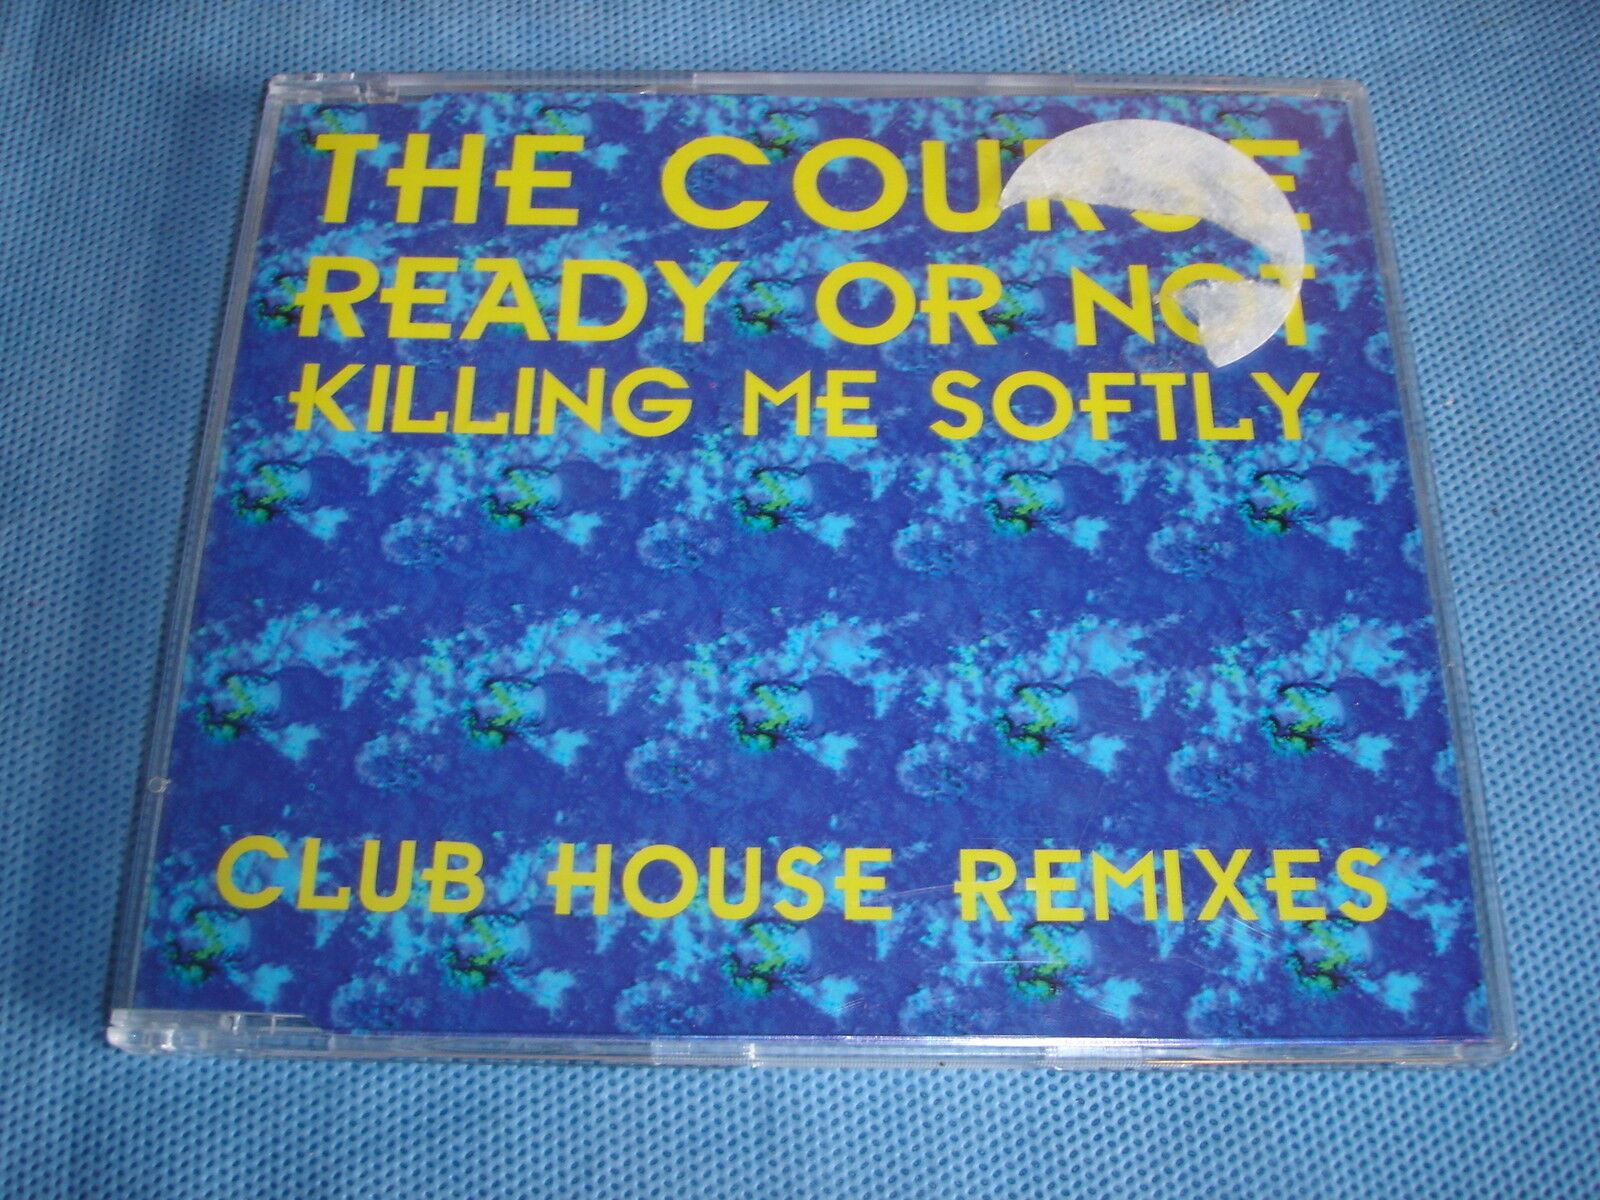 THE COURSE
READY OR NOT
KILLING ME SOFTLY
CLUB HOUSE REMIXES